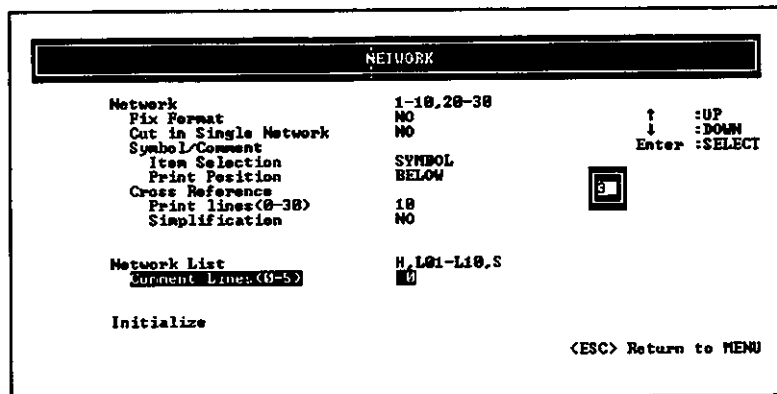 NETWORK
Network 1-10,20-30
Fix Format NO
Cut in Single Network NO
Symbol/Comment
Item Selection SYMBOL
Print Position BELOW
Cross Reference
Print lines(0-30) 10
Simplification NO
Network List H,L01-L10,S
Comment Lines(0-5) 0
Initialize
↑ :UP
↓ :DOWN
Enter :SELECT
<ESC> Return to MENU